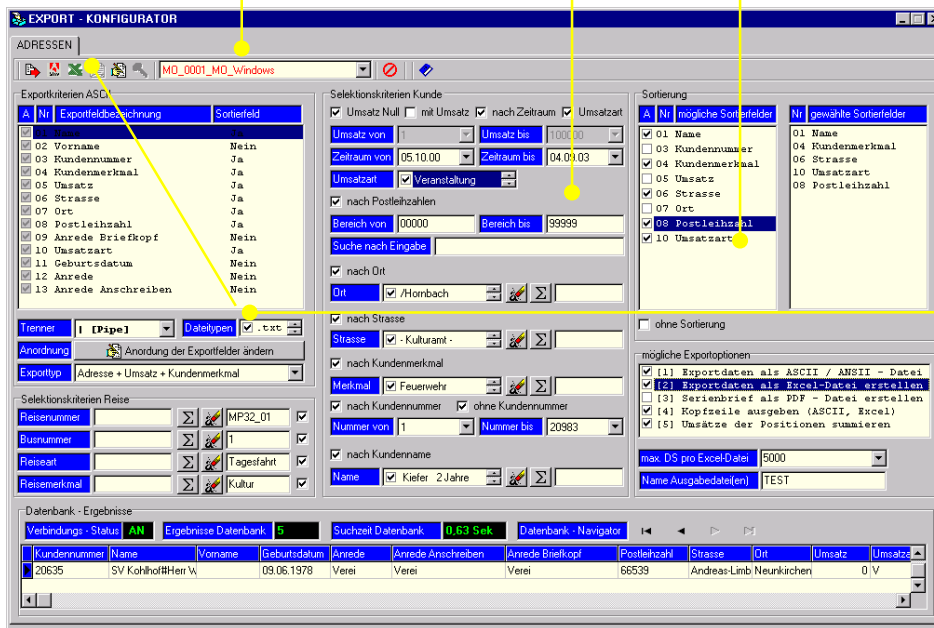 EXPORT - KONFIGURATOR
ADRESSEN
MO_0001_MO_Windows
Exportkriterien ASCII
A Nr Exportfeldbezeichnung Sortierfeld
01 Name Ja
02 Vorname Nein
03 Kundennummer Ja
04 Kundenmerkmal Ja
05 Umsatz Ja
06 Strasse Ja
07 Ort Ja
08 Postleihzahl Ja
09 Anrede Briefkopf Nein
10 Umsatzart Ja
11 Geburtsdatum Nein
12 Anrede Nein
13 Anrede Anschreiben Nein
Trenner | [Pipe] Dateitypen .txt
Anordnung Anordung der Exportfelder ändern
Exporttyp Adresse + Umsatz + Kundenmerkmal
Selektionskriterien Reise
Reisenummer Σ MP32_01
Busnummer Σ 1
Reiseart Σ Tagesfahrt
Reisemerkmal Σ Kultur
Selektionskriterien Kunde
Umsatz Null mit Umsatz nach Zeitraum Umsatzart
Umsatz von 1 Umsatz bis 100000
Zeitraum von 05.10.00 Zeitraum bis 04.09.03
Umsatzart Veranstaltung
nach Postleihzahlen
Bereich von 00000 Bereich bis 99999
Suche nach Eingabe
nach Ort
Ort /Hornbach Σ
nach Strasse
Strasse - Kulturamt - Σ
nach Kundenmerkmal
Merkmal Feuerwehr Σ
nach Kundennummer ohne Kundennummer
Nummer von 1 Nummer bis 20983
nach Kundenname
Name Kiefer 2Jahre Σ
Sortierung
A Nr mögliche Sortierfelder
01 Name
03 Kundennummer
04 Kundenmerkmal
05 Umsatz
06 Strasse
07 Ort
08 Postleihzahl
10 Umsatzart
Nr gewählte Sortierfelder
01 Name
04 Kundenmerkmal
06 Strasse
10 Umsatzart
08 Postleihzahl
ohne Sortierung
mögliche Exportoptionen
[1] Exportdaten als ASCII / ANSII - Datei
[2] Exportdaten als Excel-Datei erstellen
[3] Serienbrief als PDF - Datei erstellen
[4] Kopfzeile ausgeben (ASCII, Excel)
[5] Umsätze der Positionen summieren
max. DS pro Excel-Datei 5000
Name Ausgabedatei(en) TEST
Datenbank - Ergebnisse
Verbindungs - Status AN Ergebnisse Datenbank 5 Suchzeit Datenbank 0,63 Sek Datenbank - Navigator
Kundennummer Name Vorname Geburtsdatum Anrede Anrede Anschreiben Anrede Briefkopf Postleihzahl Strasse Ort Umsatz Umsatza
20635 SV Kohlhof#Herr W 09.06.1978 Verei Verei Verei 66539 Andreas-Limb Neunkirchen 0 V